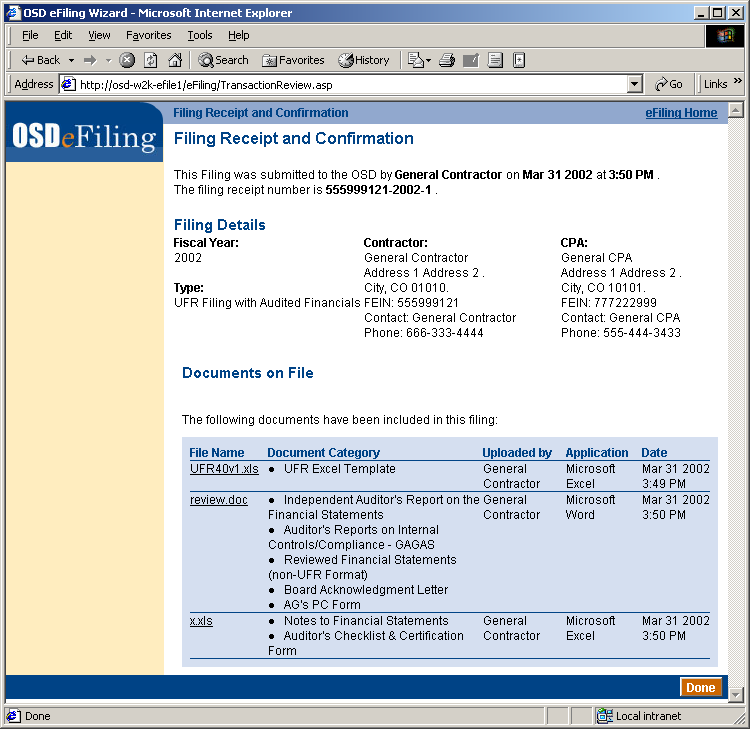 OSD eFiling Wizard - Microsoft Internet Explorer
File Edit View Favorites Tools Help
Back Search Favorites History
Address http://osd-w2k-efile1/eFiling/TransactionReview.asp Go Links »
OSDeFiling
Filing Receipt and Confirmation eFiling Home
Filing Receipt and Confirmation
This Filing was submitted to the OSD by General Contractor on Mar 31 2002 at 3:50 PM .
The filing receipt number is 555999121-2002-1 .
Filing Details
Fiscal Year: Contractor: CPA:
2002 General Contractor General CPA
Address 1 Address 2 . Address 1 Address 2 .
Type: City, CO 01010. City, CO 10101.
UFR Filing with Audited Financials FEIN: 555999121 FEIN: 777222999
Contact: General Contractor Contact: General CPA
Phone: 666-333-4444 Phone: 555-444-3433
Documents on File
The following documents have been included in this filing:
File Name Document Category Uploaded by Application Date
UFR40v1.xls ● UFR Excel Template General Microsoft Mar 31 2002
Contractor Excel 3:49 PM
review.doc ● Independent Auditor's Report on the General Microsoft Mar 31 2002
Financial Statements Contractor Word 3:50 PM
● Auditor's Reports on Internal
Controls/Compliance - GAGAS
● Reviewed Financial Statements
(non-UFR Format)
● Board Acknowledgment Letter
● AG's PC Form
x.xls ● Notes to Financial Statements General Microsoft Mar 31 2002
● Auditor's Checklist & Certification Contractor Excel 3:50 PM
Form
Done
Done Local intranet